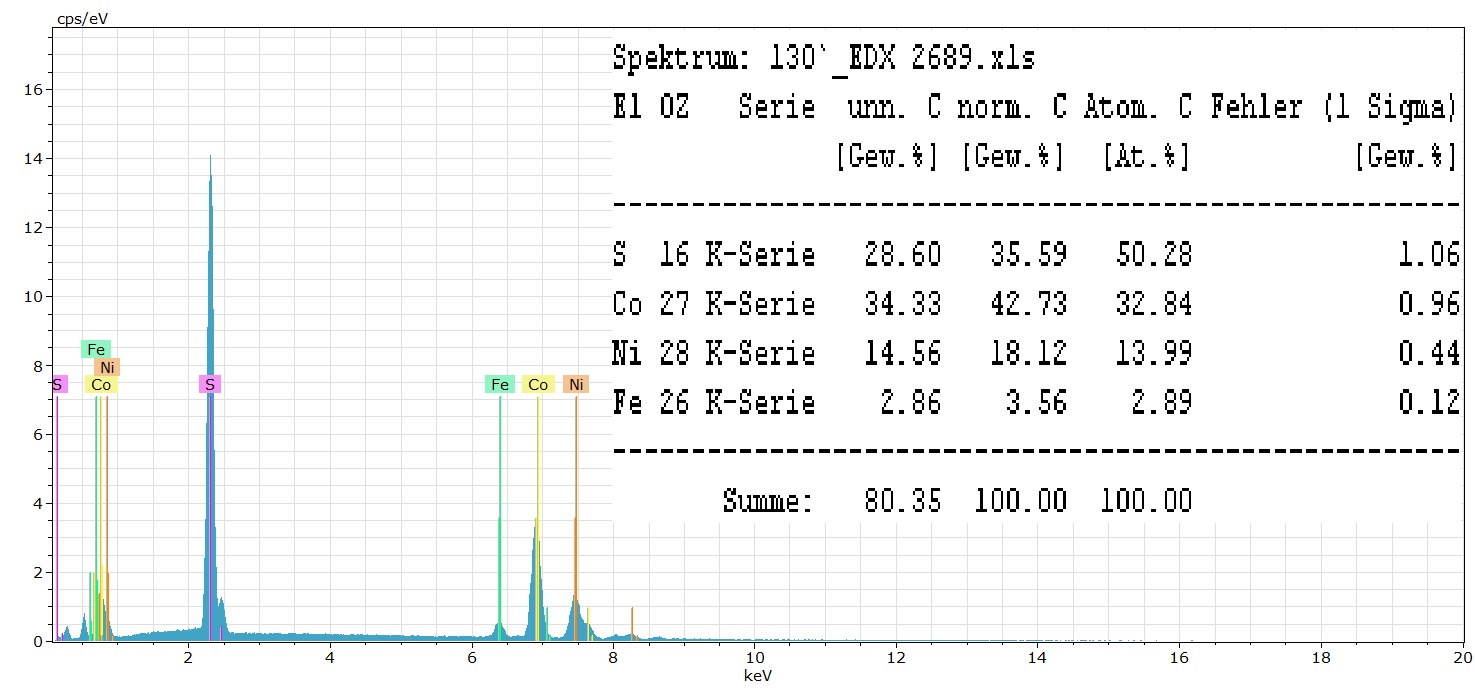 cps/eV
Spektrum: 130`_EDX 2689.xls
El OZ Serie unn. C norm. C Atom. C Fehler (1 Sigma)
[Gew.%] [Gew.%] [At.%] [Gew.%]
S 16 K-Serie 28.60 35.59 50.28 1.06
Co 27 K-Serie 34.33 42.73 32.84 0.96
Ni 28 K-Serie 14.56 18.12 13.99 0.44
Fe 26 K-Serie 2.86 3.56 2.89 0.12
Summe: 80.35 100.00 100.00
16
14
12
10
8
6
4
2
0
Fe
Ni
S Co S Fe Co Ni
2 4 6 8 10 12 14 16 18 20
keV